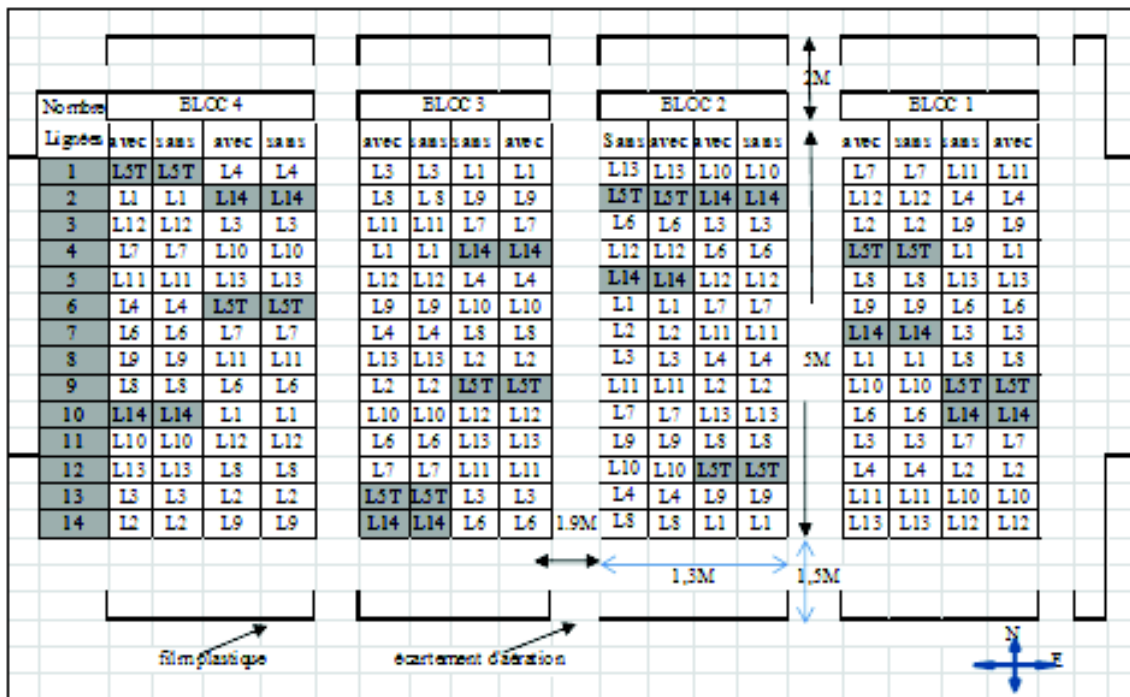 2M
Nombre BLOC 4 BLOC 3 BLOC 2 BLOC 1
Lignées avec sans avec sans avec sans sans avec Sans avec avec sans avec sans sans avec
1 L5T L5T L4 L4 L3 L3 L1 L1 L13 L13 L10 L10 L7 L7 L11 L11
2 L1 L1 L14 L14 L8 L 8 L9 L9 L5T L5T L14 L14 L12 L12 L4 L4
3 L12 L12 L3 L3 L11 L11 L7 L7 L6 L6 L3 L3 L2 L2 L9 L9
4 L7 L7 L10 L10 L1 L1 L14 L14 L12 L12 L6 L6 L5T L5T L1 L1
5 L11 L11 L13 L13 L12 L12 L4 L4 L14 L14 L12 L12 L8 L8 L13 L13
6 L4 L4 L5T L5T L9 L9 L10 L10 L1 L1 L7 L7 L9 L9 L6 L6
7 L6 L6 L7 L7 L4 L4 L8 L8 L2 L2 L11 L11 L14 L14 L3 L3
8 L9 L9 L11 L11 L13 L13 L2 L2 L3 L3 L4 L4 5M L1 L1 L8 L8
9 L8 L8 L6 L6 L2 L2 L5T L5T L11 L11 L2 L2 L10 L10 L5T L5T
10 L14 L14 L1 L1 L10 L10 L12 L12 L7 L7 L13 L13 L6 L6 L14 L14
11 L10 L10 L12 L12 L6 L6 L13 L13 L9 L9 L8 L8 L3 L3 L7 L7
12 L13 L13 L8 L8 L7 L7 L11 L11 L10 L10 L5T L5T L4 L4 L2 L2
13 L3 L3 L2 L2 L5T L5T L3 L3 L4 L4 L9 L9 L11 L11 L10 L10
14 L2 L2 L9 L9 L14 L14 L6 L6 1.9M L8 L8 L1 L1 L13 L13 L12 L12
1,3M 1,5M
film plastique écartement d'aération
N
E